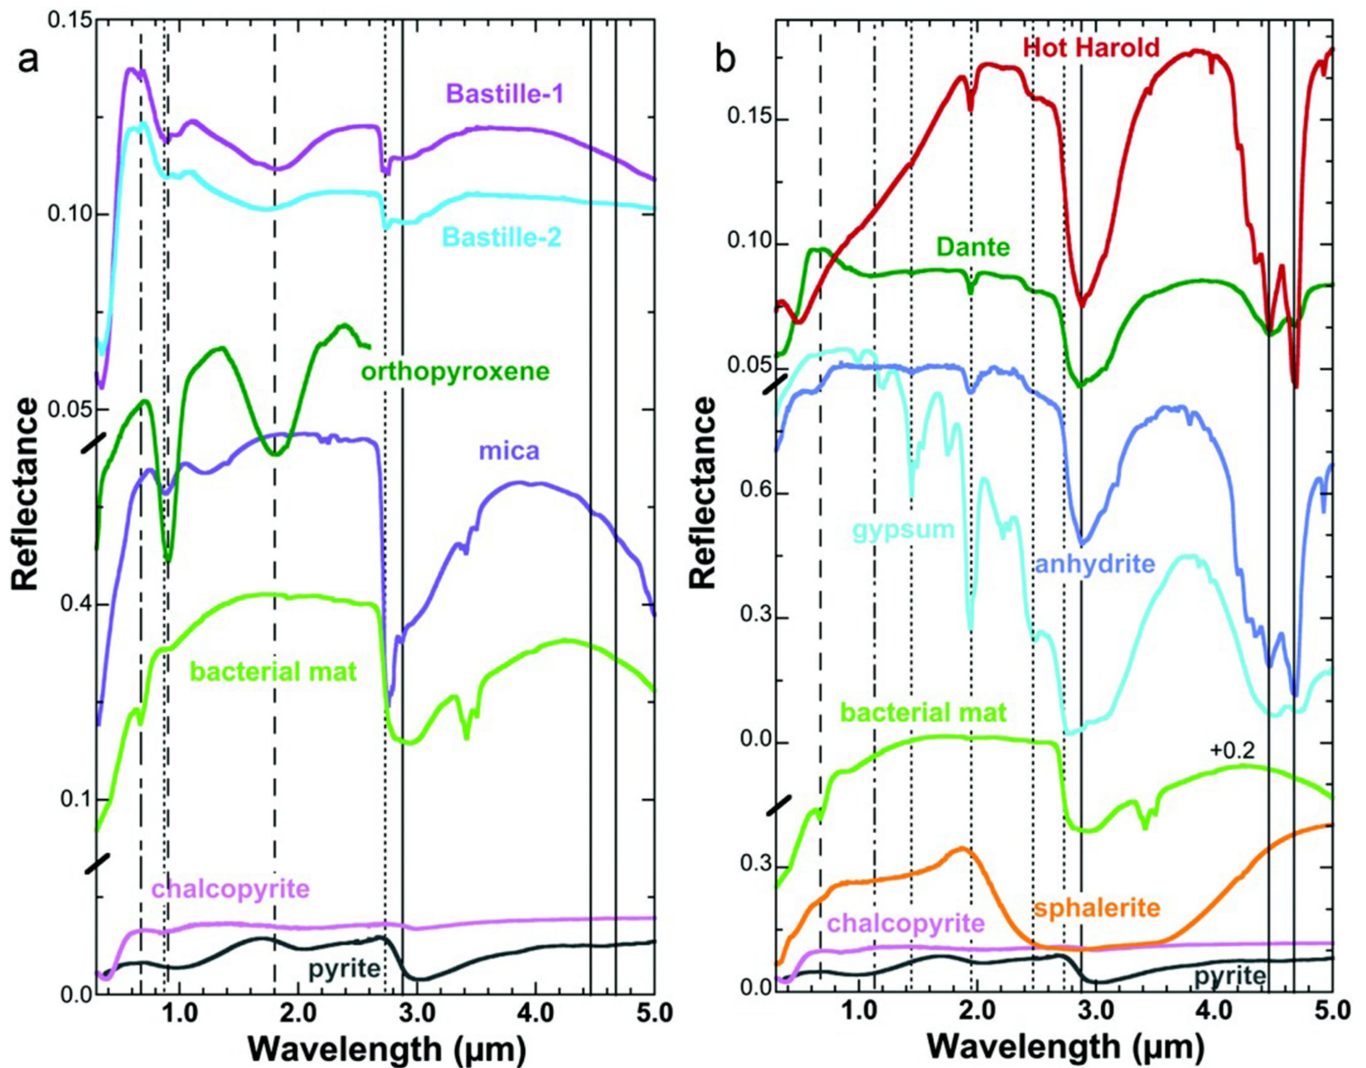 a
0.15
0.10
0.05
0.4
0.1
0.0
Reflectance
Bastille-1
Bastille-2
orthopyroxene
mica
bacterial mat
chalcopyrite
pyrite
1.0 2.0 3.0 4.0 5.0
Wavelength (μm)
b
0.15
0.10
0.05
0.6
0.3
0.0
0.3
0.0
Reflectance
Hot Harold
Dante
gypsum
anhydrite
bacterial mat
+0.2
sphalerite
chalcopyrite
pyrite
1.0 2.0 3.0 4.0 5.0
Wavelength (μm)